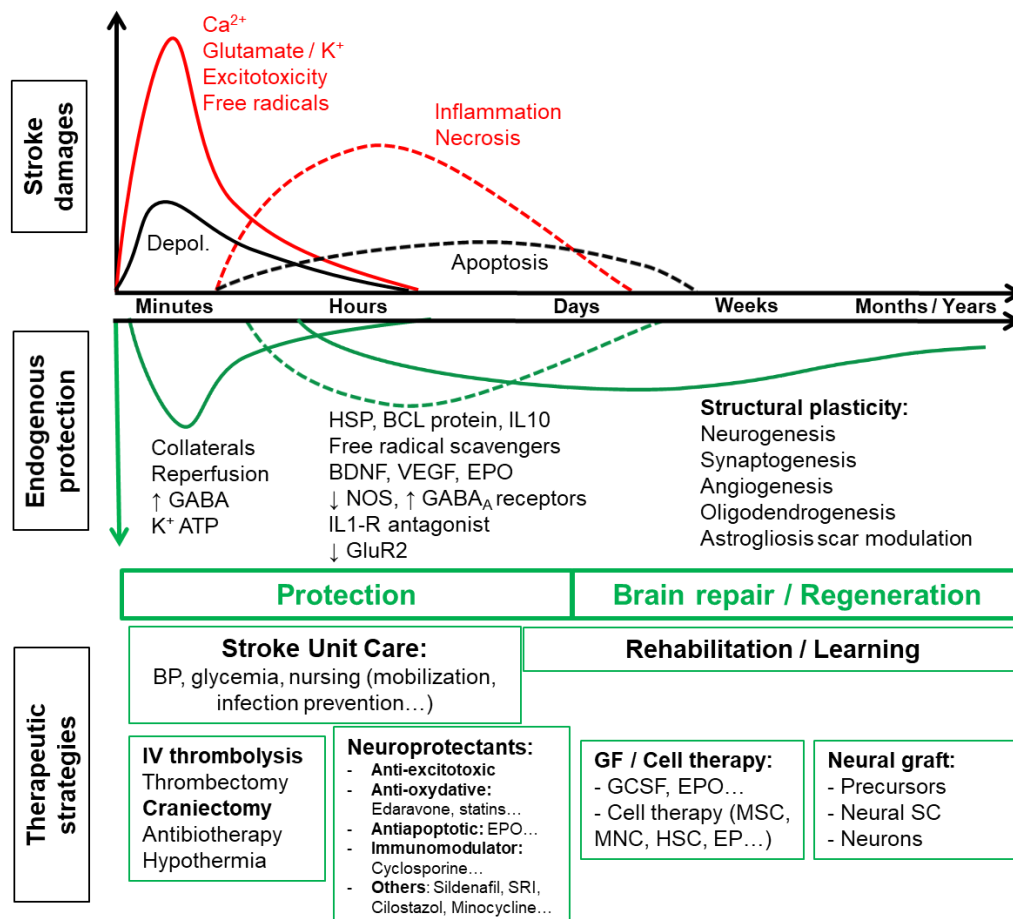 Stroke
damages
Ca²⁺
Glutamate / K⁺
Excitotoxicity
Free radicals
Inflammation
Necrosis
Depol.
Apoptosis
Minutes
Hours
Days
Weeks
Months / Years
Endogenous
protection
Collaterals
Reperfusion
↑ GABA
K⁺ ATP
HSP, BCL protein, IL10
Free radical scavengers
BDNF, VEGF, EPO
↓ NOS, ↑ GABA_A receptors
IL1-R antagonist
↓ GluR2
Structural plasticity:
Neurogenesis
Synaptogenesis
Angiogenesis
Oligodendrogenesis
Astrogliosis scar modulation
Protection
Brain repair / Regeneration
Therapeutic
strategies
Stroke Unit Care:
BP, glycemia, nursing (mobilization,
infection prevention…)
Rehabilitation / Learning
IV thrombolysis
Thrombectomy
Craniectomy
Antibiotherapy
Hypothermia
Neuroprotectants:
- Anti-excitotoxic
- Anti-oxydative:
Edaravone, statins…
- Antiapoptotic: EPO…
- Immunomodulator:
Cyclosporine…
- Others: Sildenafil, SRI,
Cilostazol, Minocycline…
GF / Cell therapy:
- GCSF, EPO…
- Cell therapy (MSC,
MNC, HSC, EP…)
Neural graft:
- Precursors
- Neural SC
- Neurons